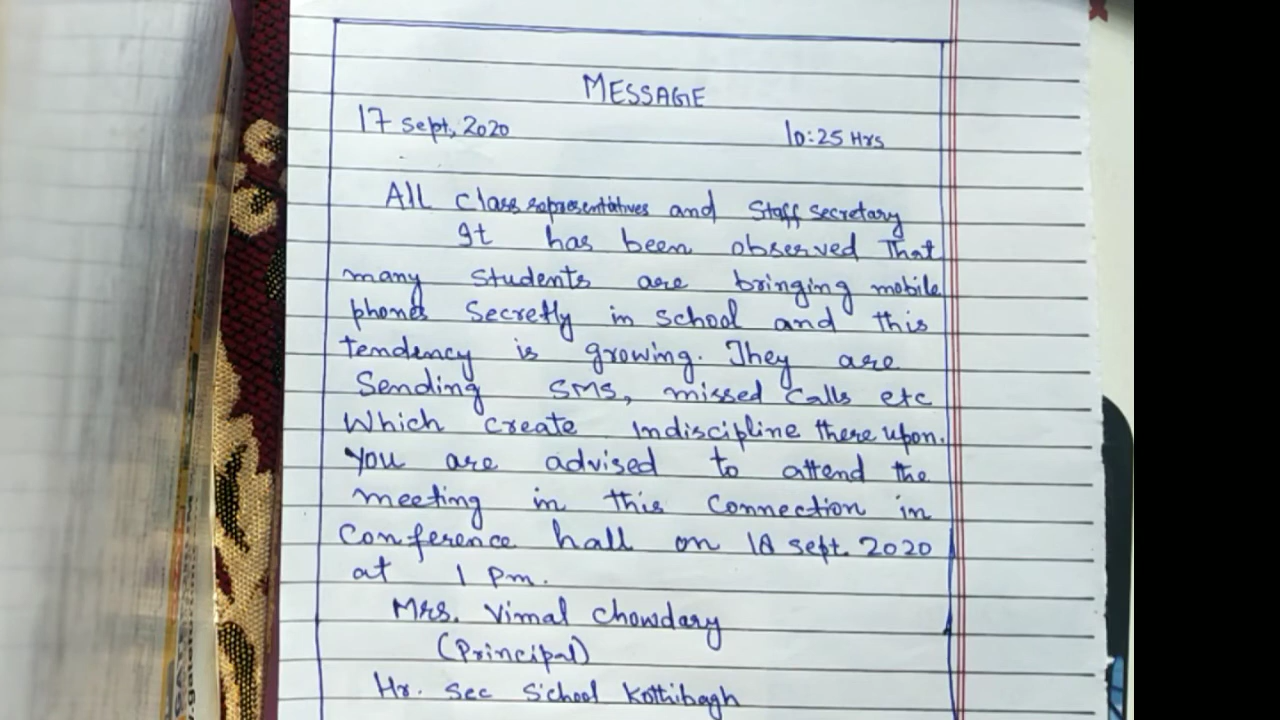 MESSAGE
17 Sept, 2020 10:25 Hrs
All Class representatives and Staff secretary
It has been observed That
many Students are bringing mobile
phones Secretly in school and this
tendency is growing. They are
Sending SMS, missed Calls etc
Which create indiscipline there upon.
You are advised to attend the
meeting in this Connection in
Conference hall on 18 sept. 2020
at 1 pm.
Mrs. Vimal Chowdary
(Principal)
Hr. Sec School Kothibagh